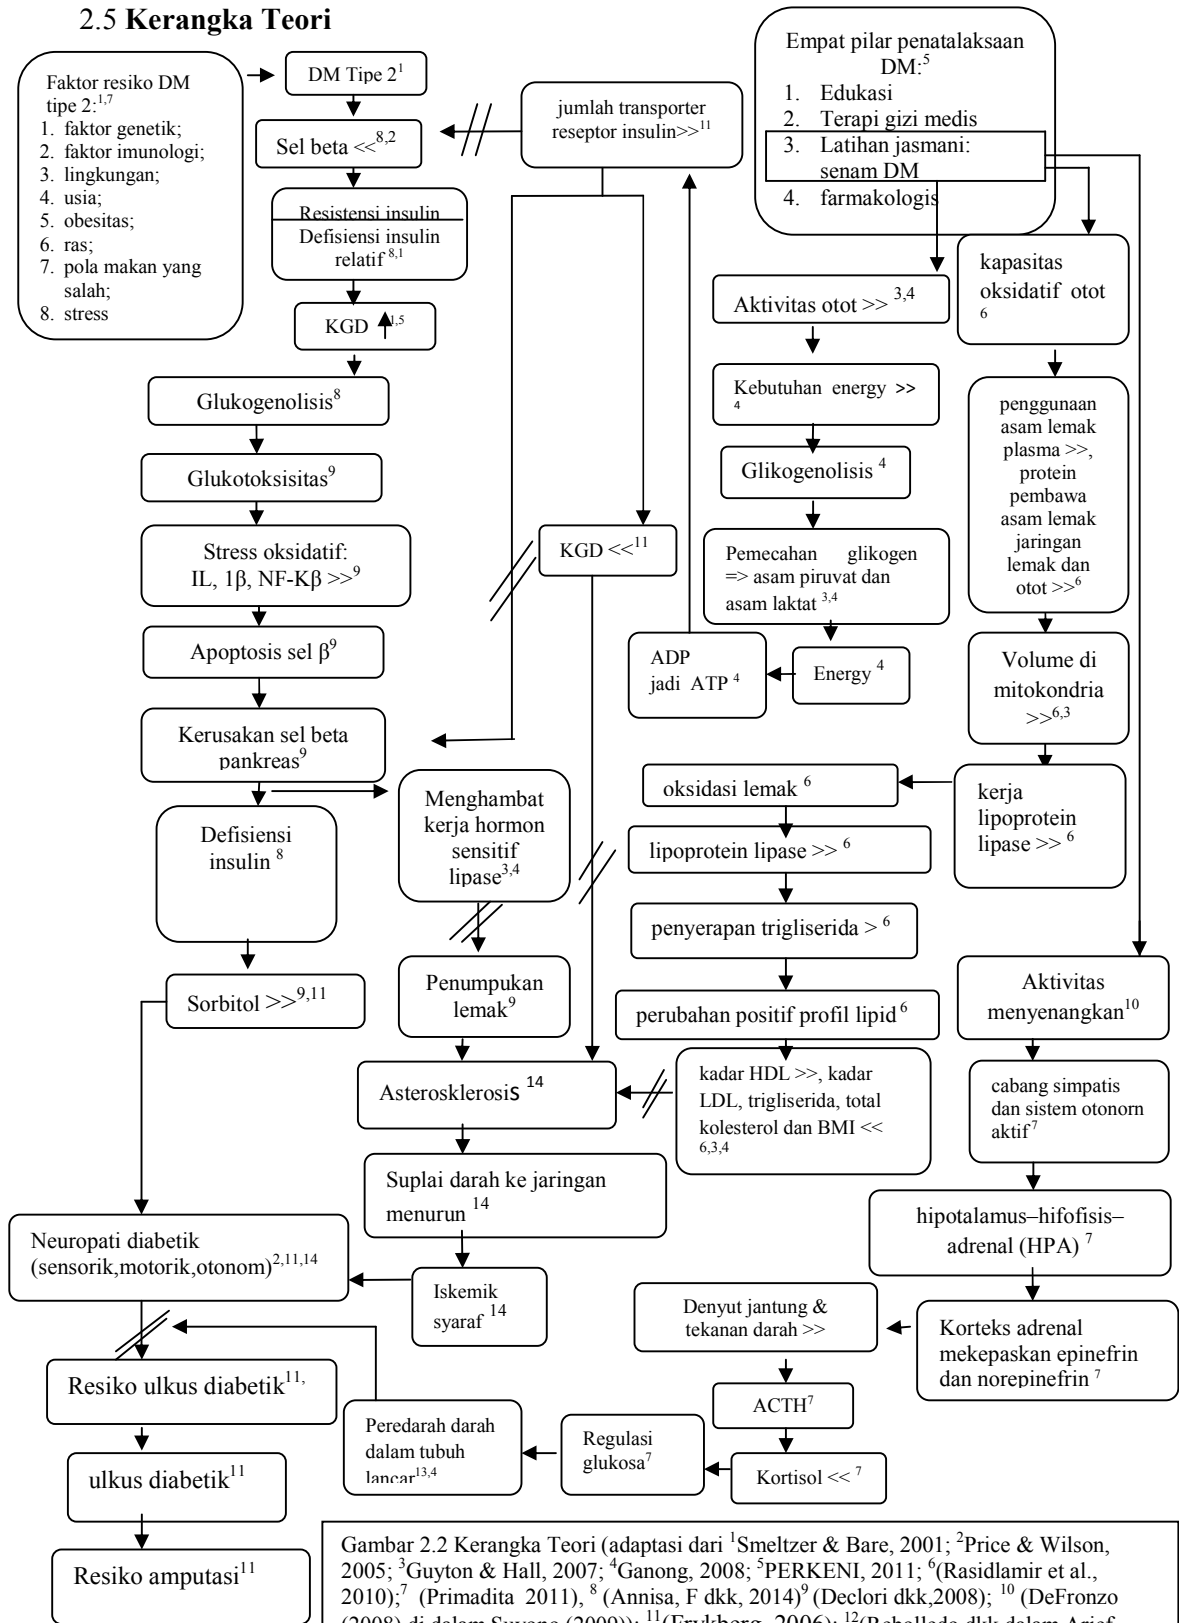 2.5 Kerangka Teori
Faktor resiko DM
tipe 2:1,7
1. faktor genetik;
2. faktor imunologi;
3. lingkungan;
4. usia;
5. obesitas;
6. ras;
7. pola makan yang
salah;
8. stress
DM Tipe 21
Sel beta <<8,2
Resistensi insulin
Defisiensi insulin
relatif 8,1
KGD 1,5
Glukogenolisis8
Glukotoksisitas9
Stress oksidatif:
IL, 1β, NF-Kβ >>9
Apoptosis sel β9
Kerusakan sel beta
pankreas9
Defisiensi
insulin 8
Sorbitol >>9,11
Neuropati diabetik
(sensorik,motorik,otonom)2,11,14
Resiko ulkus diabetik11,
ulkus diabetik11
Resiko amputasi11
jumlah transporter
reseptor insulin>>11
KGD <<11
Menghambat
kerja hormon
sensitif
lipase3,4
Penumpukan
lemak9
Asterosklerosis 14
Suplai darah ke jaringan
menurun 14
Iskemik
syaraf 14
Empat pilar penatalaksaan
DM:5
1. Edukasi
2. Terapi gizi medis
3. Latihan jasmani:
senam DM
4. farmakologis
Aktivitas otot >> 3,4
Kebutuhan energy >>
4
Glikogenolisis 4
Pemecahan glikogen
=> asam piruvat dan
asam laktat 3,4
Energy 4
ADP
jadi ATP 4
kapasitas
oksidatif otot
6
penggunaan
asam lemak
plasma >>,
protein
pembawa
asam lemak
jaringan
lemak dan
otot >>6
Volume di
mitokondria
>>6,3
kerja
lipoprotein
lipase >> 6
oksidasi lemak 6
lipoprotein lipase >> 6
penyerapan trigliserida > 6
perubahan positif profil lipid 6
kadar HDL >>, kadar
LDL, trigliserida, total
kolesterol dan BMI <<
6,3,4
Aktivitas
menyenangkan10
cabang simpatis
dan sistem otonorn
aktif7
hipotalamus–hifofisis–
adrenal (HPA) 7
Korteks adrenal
mekepaskan epinefrin
dan norepinefrin 7
Denyut jantung &
tekanan darah >>
ACTH7
Kortisol << 7
Regulasi
glukosa7
Peredarah darah
dalam tubuh
lancar13,4
Gambar 2.2 Kerangka Teori (adaptasi dari 1Smeltzer & Bare, 2001; 2Price & Wilson,
2005; 3Guyton & Hall, 2007; 4Ganong, 2008; 5PERKENI, 2011; 6(Rasidlamir et al.,
2010);7 (Primadita 2011), 8 (Annisa, F dkk, 2014)9 (Declori dkk,2008); 10 (DeFronzo
(2008) di dalam Suyono (2009)); 11(Frykberg, 2006); 12(Rebolledo dkk dalam Arief